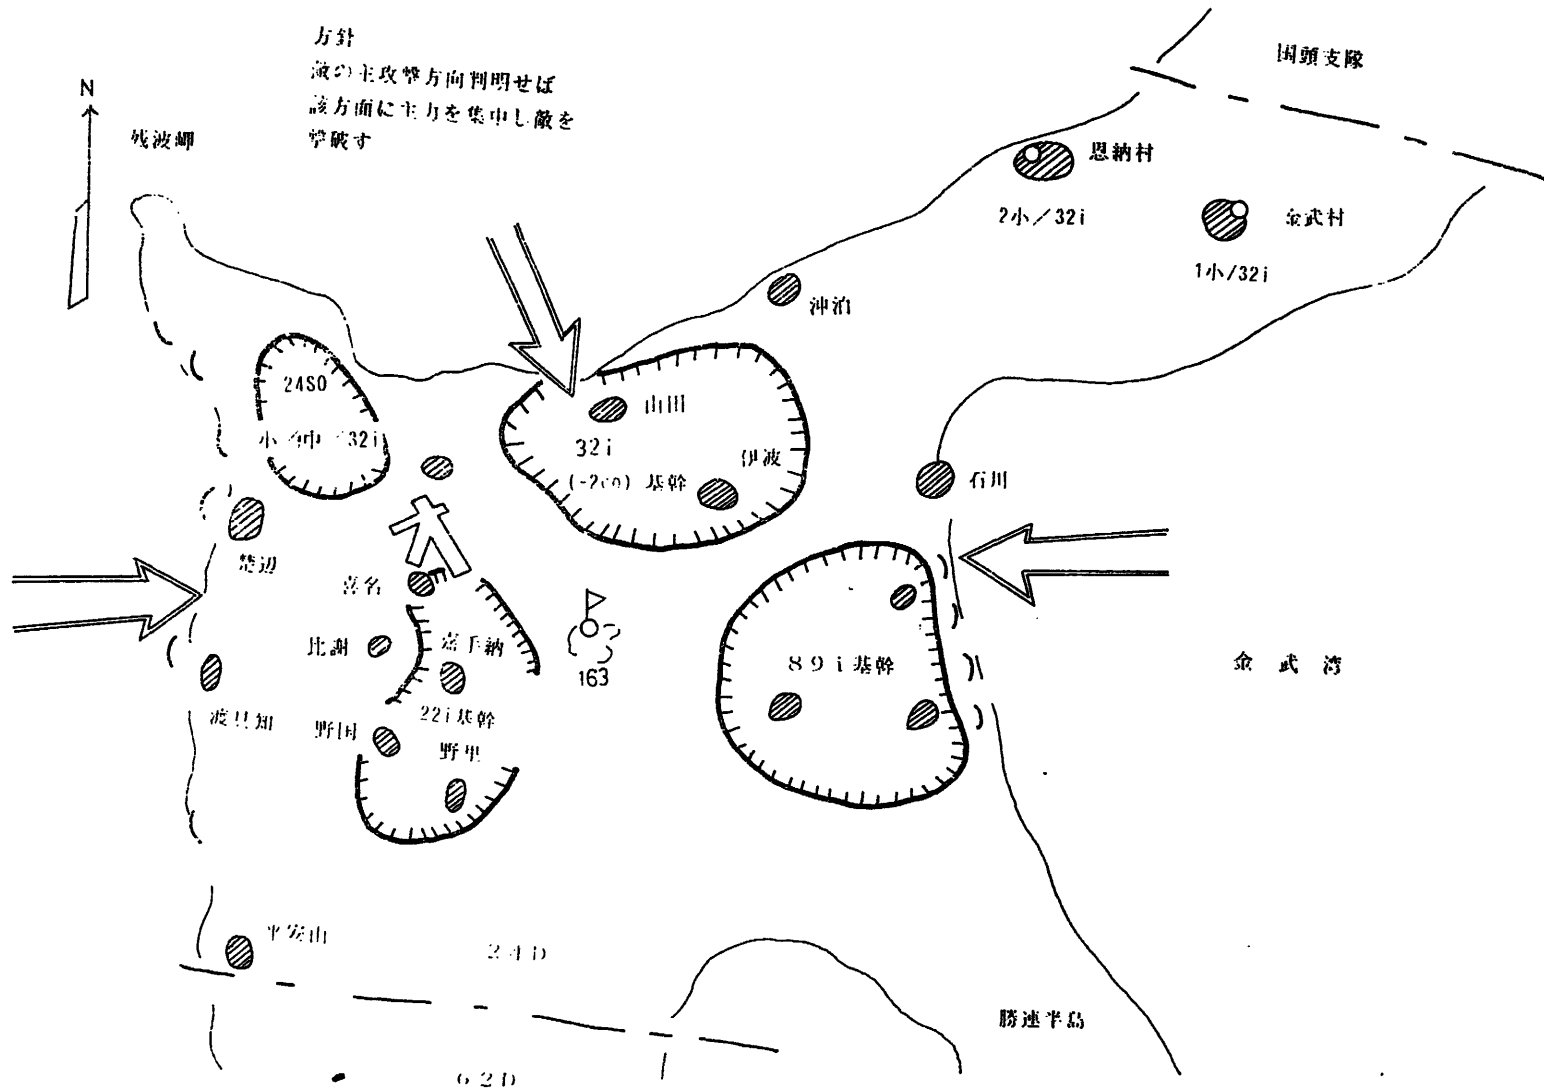 方針
敵の主攻撃方向判明せば
該方面に主力を集中し敵を
撃破す
N
残波岬
国頭支隊
恩納村
2小/32i
金武村
1小/32i
沖泊
24SO
32i
山田
32i
伊波
(-2co) 基幹
石川
楚辺
喜名
比謝
嘉手納
163
89i基幹
金武湾
渡具知
野国
22i基幹
野里
平安山
24D
勝連半島
62D